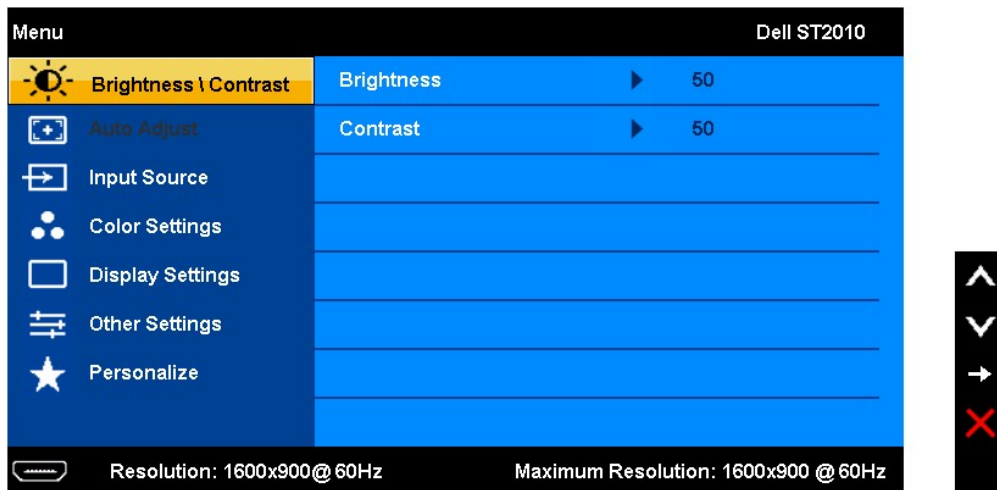 Menu Dell ST2010
Brightness \ Contrast Brightness 50
Auto Adjust Contrast 50
Input Source
Color Settings
Display Settings
Other Settings
Personalize
Resolution: 1600x900@60Hz Maximum Resolution: 1600x900 @60Hz